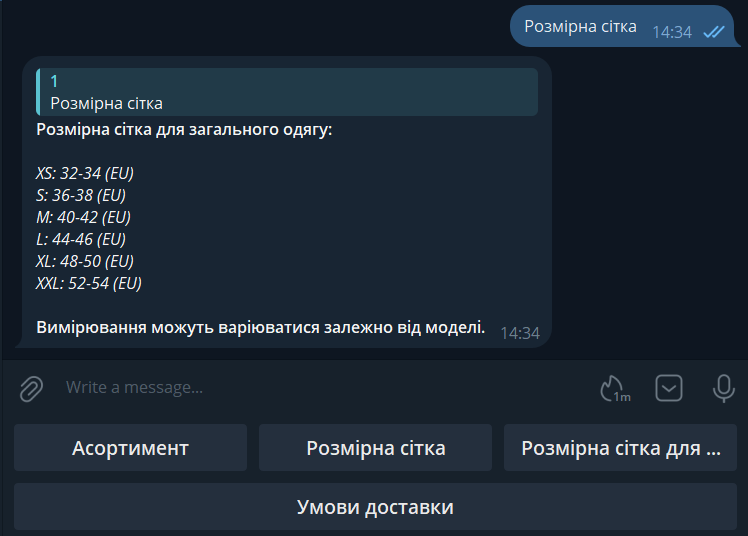 Розмірна сітка 14:34
1
Розмірна сітка
Розмірна сітка для загального одягу:
XS: 32-34 (EU)
S: 36-38 (EU)
M: 40-42 (EU)
L: 44-46 (EU)
XL: 48-50 (EU)
XXL: 52-54 (EU)
Вимірювання можуть варіюватися залежно від моделі. 14:34
Write a message... 1m
Асортимент Розмірна сітка Розмірна сітка для ...
Умови доставки